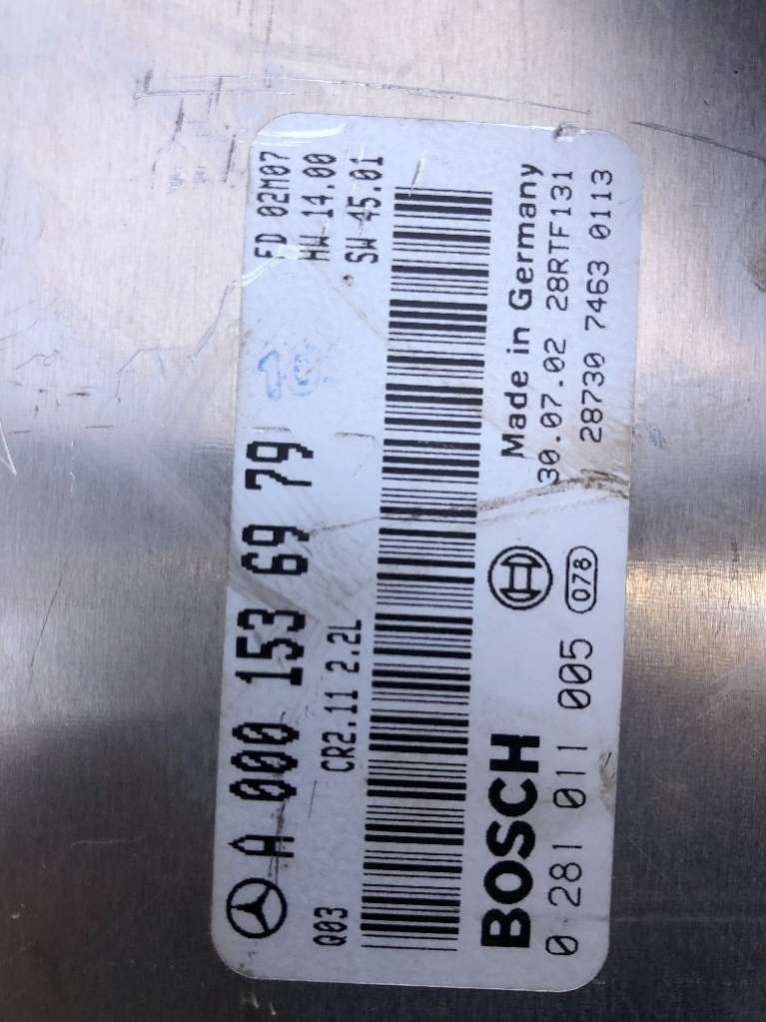 A 000 153 69 79
FD 02M07
HW 14.00
SW 45.01
10
CR2.11 2.2L
Q03
BOSCH
Made in Germany
0 281 011 005
078
30.07.02 28RTF131
28730 7463 0113